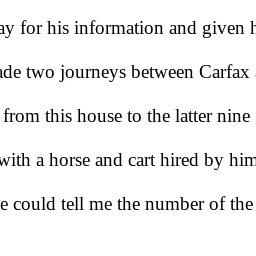 ay for his information and given h
ade two journeys between Carfax
from this house to the latter nine
with a horse and cart hired by him
e could tell me the number of the